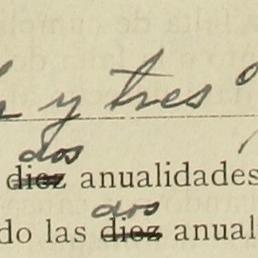 y tres
dos
diez anualidades
dos
do las diez anual